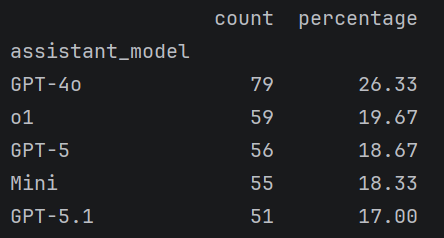 count percentage
assistant_model
GPT-4o 79 26.33
o1 59 19.67
GPT-5 56 18.67
Mini 55 18.33
GPT-5.1 51 17.00